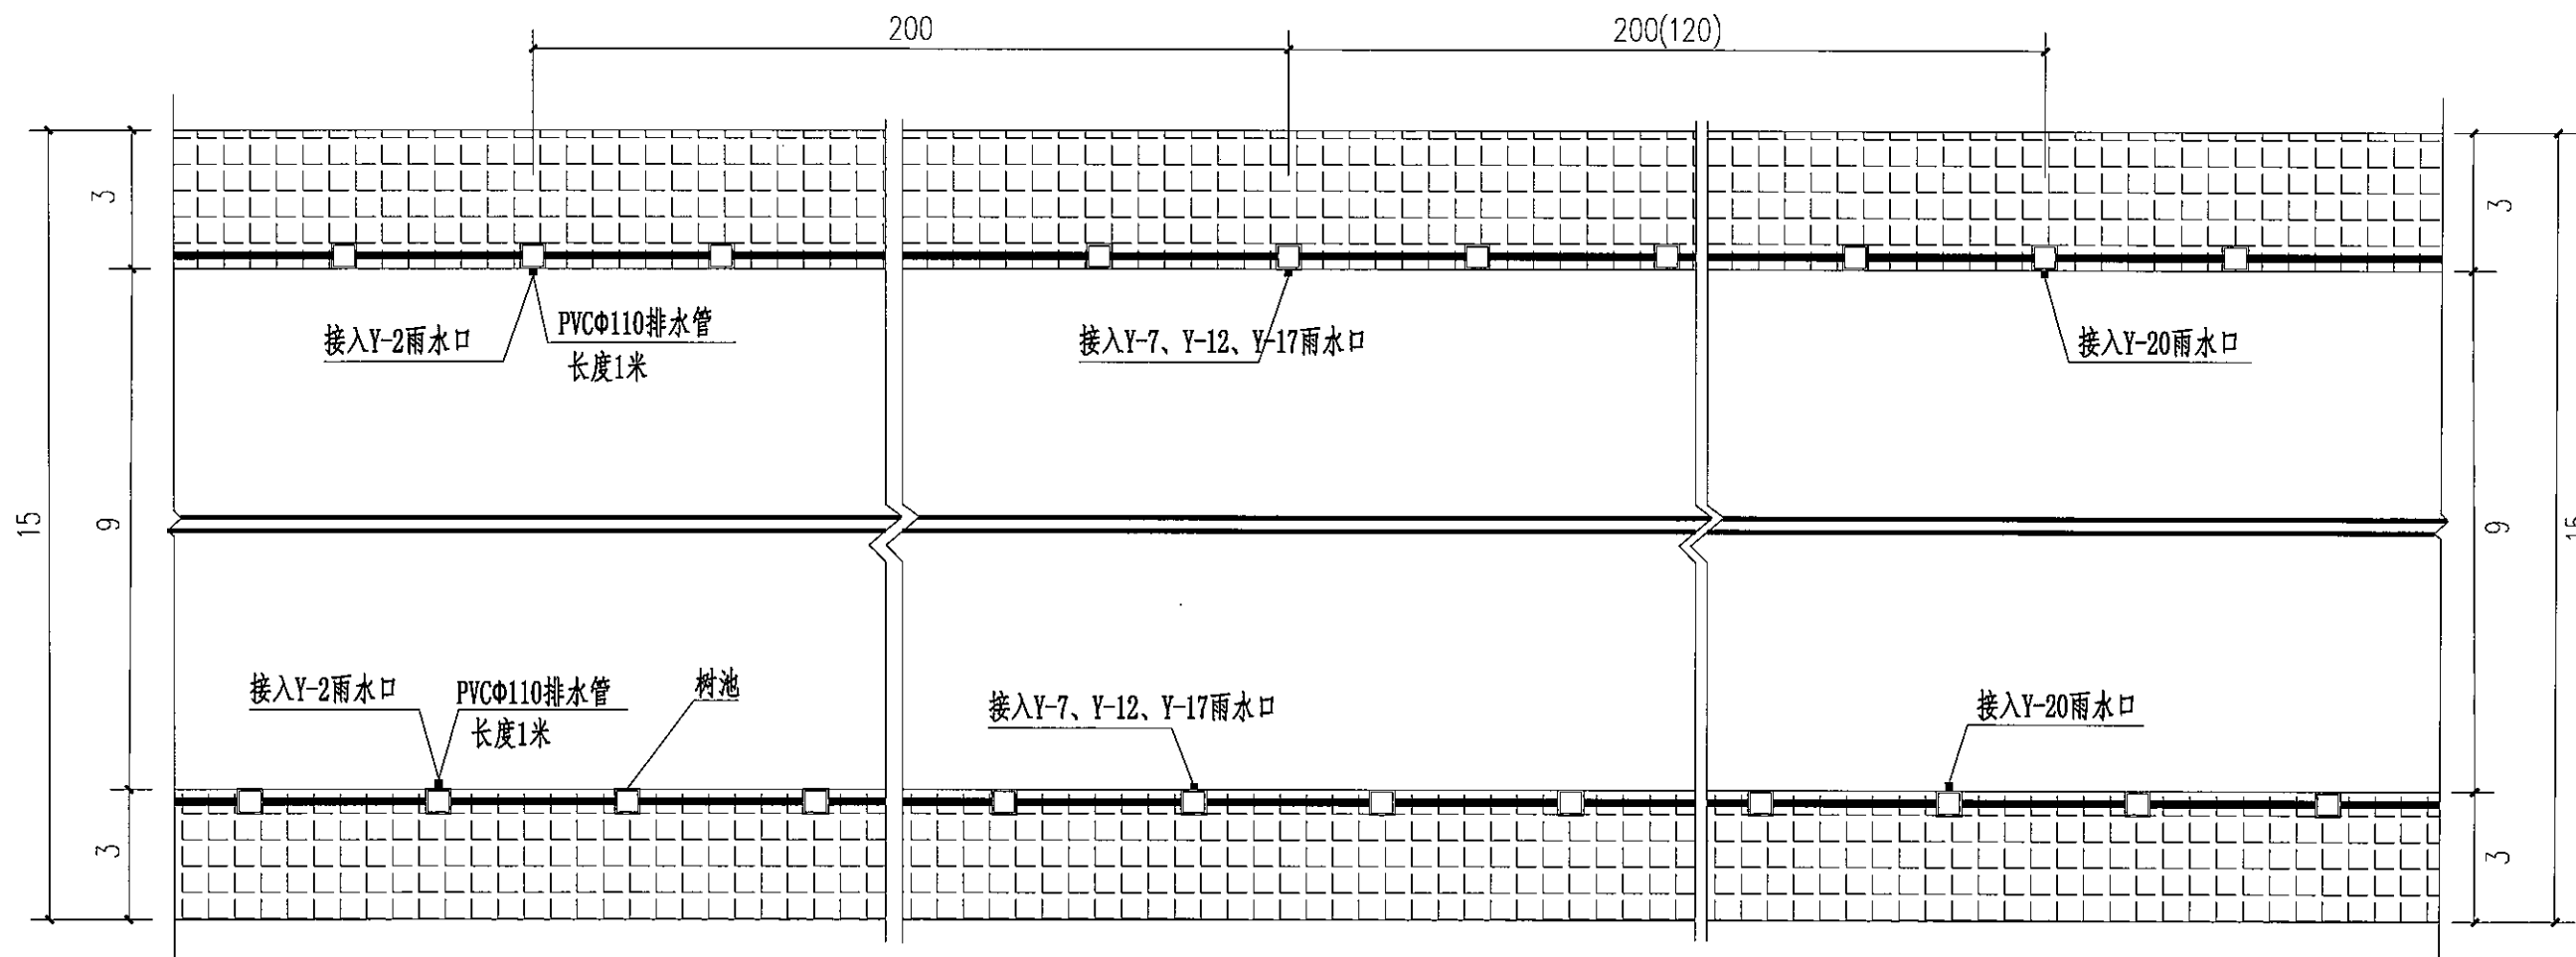 200
200(120)
3
3
接入Y-2雨水口
PVCΦ110排水管
长度1米
接入Y-7、Y-12、Y-17雨水口
接入Y-20雨水口
15
9
9
15
接入Y-2雨水口
PVCΦ110排水管
长度1米
树池
接入Y-7、Y-12、Y-17雨水口
接入Y-20雨水口
3
3